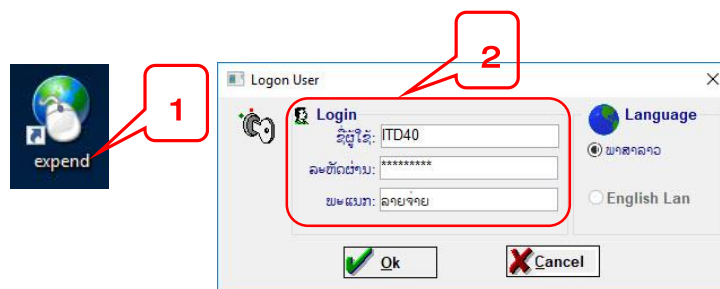 1
expend
2
Logon User
Login
ຊື່ຜູ້ໃຊ້:
ITD40
ລະຫັດຜ່ານ:
*********
ພະແນກ:
ລາຍຈ່າຍ
Language
ພາສາລາວ
English Lan
Ok
Cancel